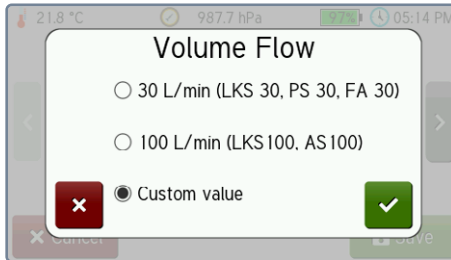 21.8 °C 987.7 hPa 97% 05:14 PM
Volume Flow
30 L/min (LKS 30, PS 30, FA 30)
100 L/min (LKS100, AS100)
Custom value
Cancel Save